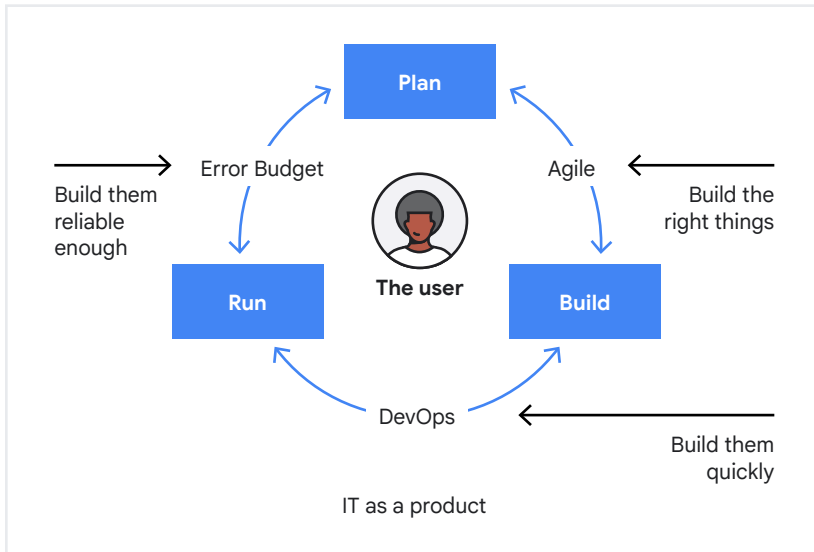 Plan
Error Budget
Agile
Build them
reliable
enough
Build the
right things
The user
Run
Build
DevOps
Build them
quickly
IT as a product